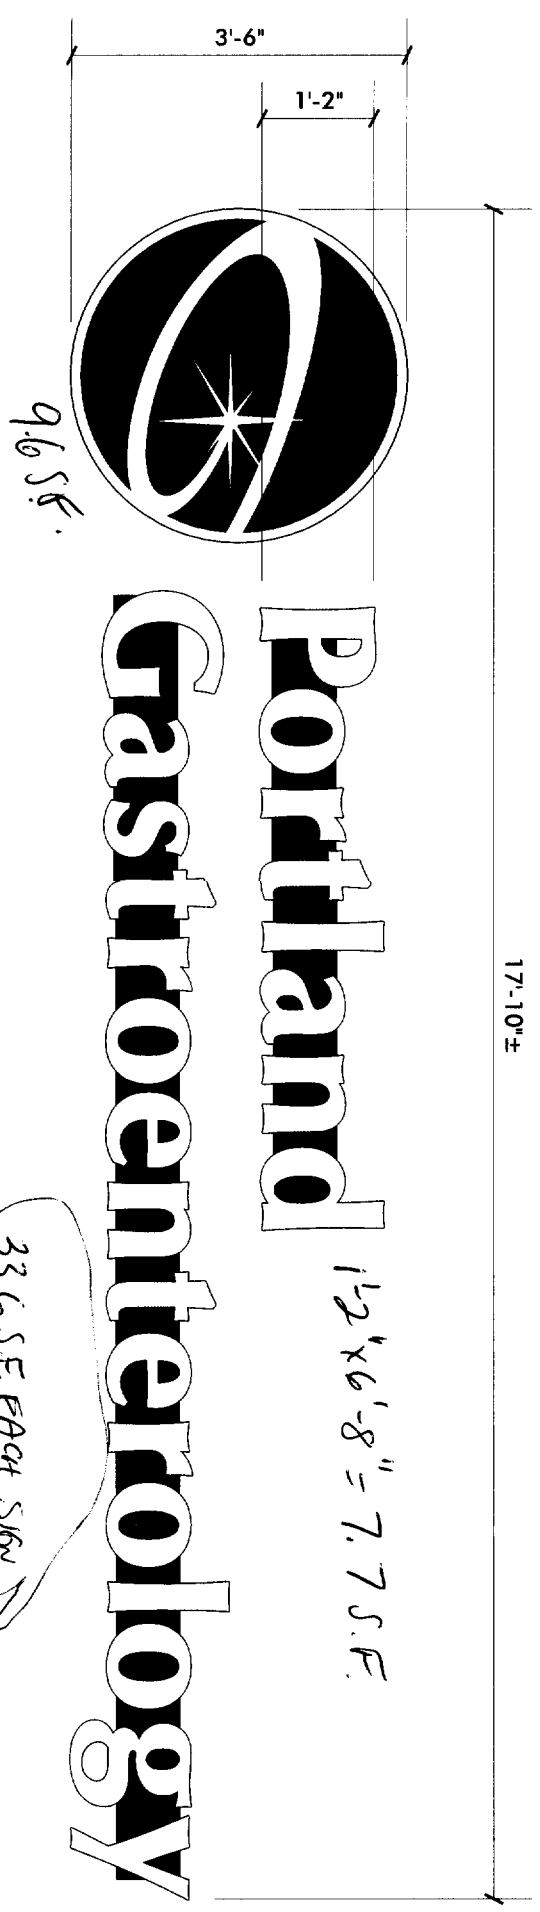 3'-6"
1'-2"
17'-10"±
Portland
1'-2" x 6'-8" = 7.7 S.F.
Gastroenterology
9.6 S.F.
33.6 S.F. EACH SIGN